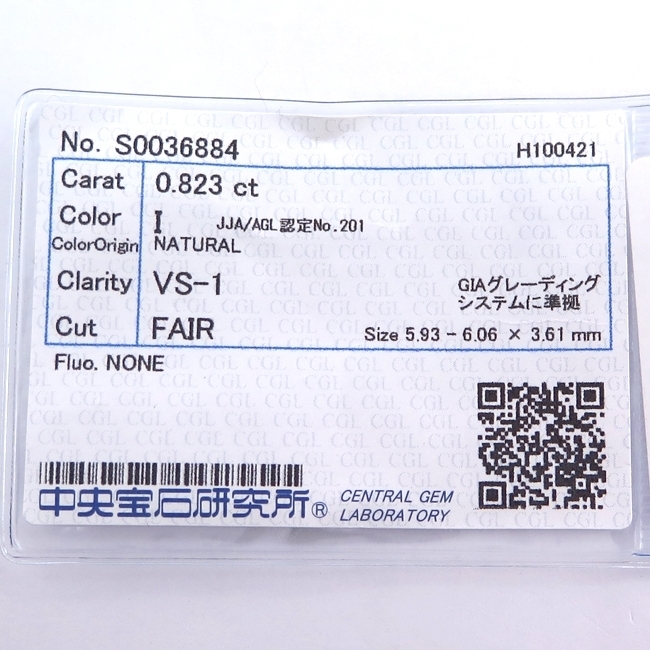 No. S0036884 H100421
Carat 0.823 ct
Color I JJA/AGL認定No.201
ColorOrigin NATURAL
Clarity VS-1 GIAグレーディング
システムに準拠
Cut FAIR Size 5.93 - 6.06 × 3.61 mm
Fluo. NONE
中央宝石研究所® CENTRAL GEM
LABORATORY